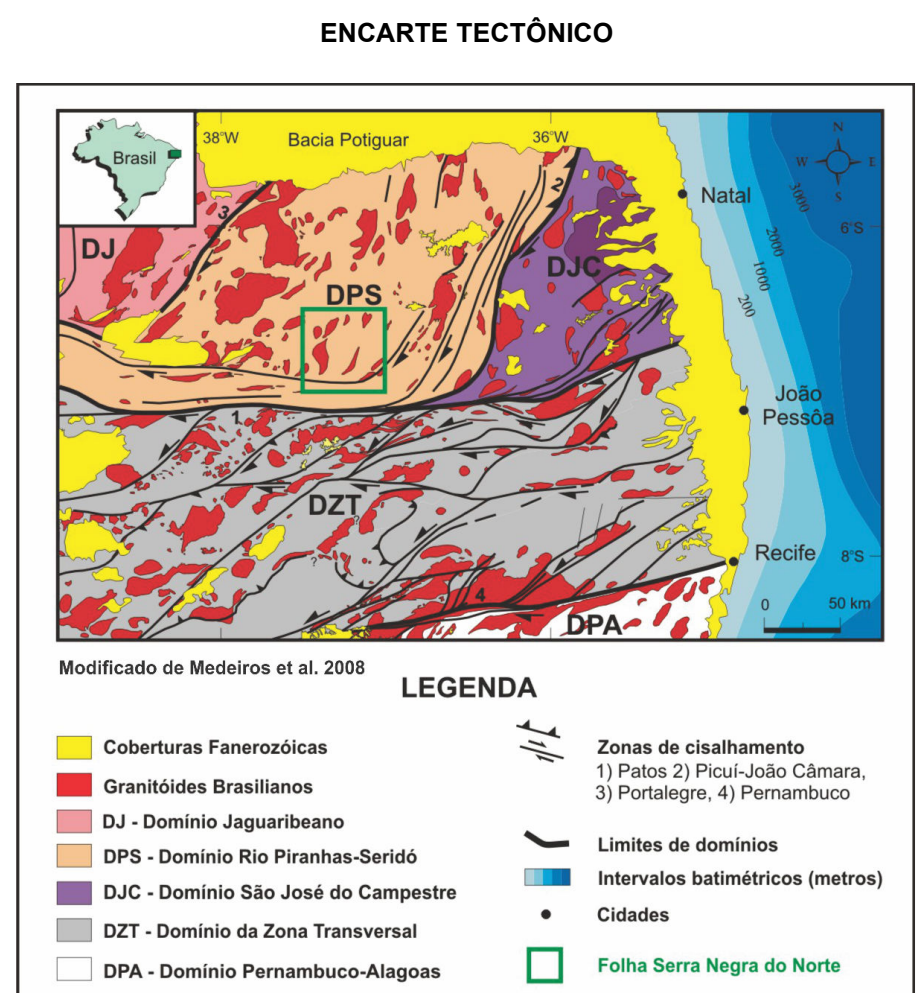 ENCARTE TECTÔNICO
Brasil
38°W
Bacia Potiguar
36°W
N
W
E
S
3
2
Natal
3000
6°S
DJ
DJC
2000
DPS
1000
200
João
Pessôa
1
DZT
?
?
Recife
8°S
4
0
50 km
DPA
Modificado de Medeiros et al. 2008
LEGENDA
Coberturas Fanerozóicas
Granitóides Brasilianos
DJ - Domínio Jaguaribeano
DPS - Domínio Rio Piranhas-Seridó
DJC - Domínio São José do Campestre
DZT - Domínio da Zona Transversal
DPA - Domínio Pernambuco-Alagoas
Zonas de cisalhamento
1) Patos 2) Picuí-João Câmara,
3) Portalegre, 4) Pernambuco
Limites de domínios
Intervalos batimétricos (metros)
Cidades
Folha Serra Negra do Norte